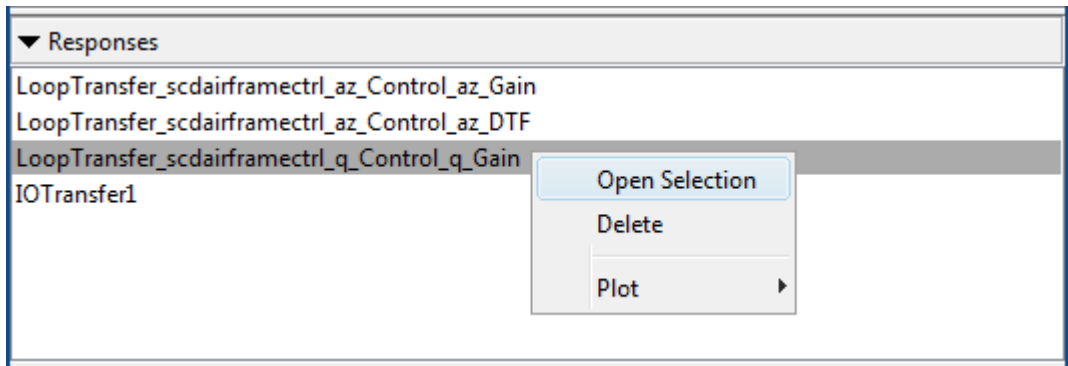 Responses
LoopTransfer_scdairframectrl_az_Control_az_Gain
LoopTransfer_scdairframectrl_az_Control_az_DTF
LoopTransfer_scdairframectrl_q_Control_q_Gain
IOTransfer1
Open Selection
Delete
Plot